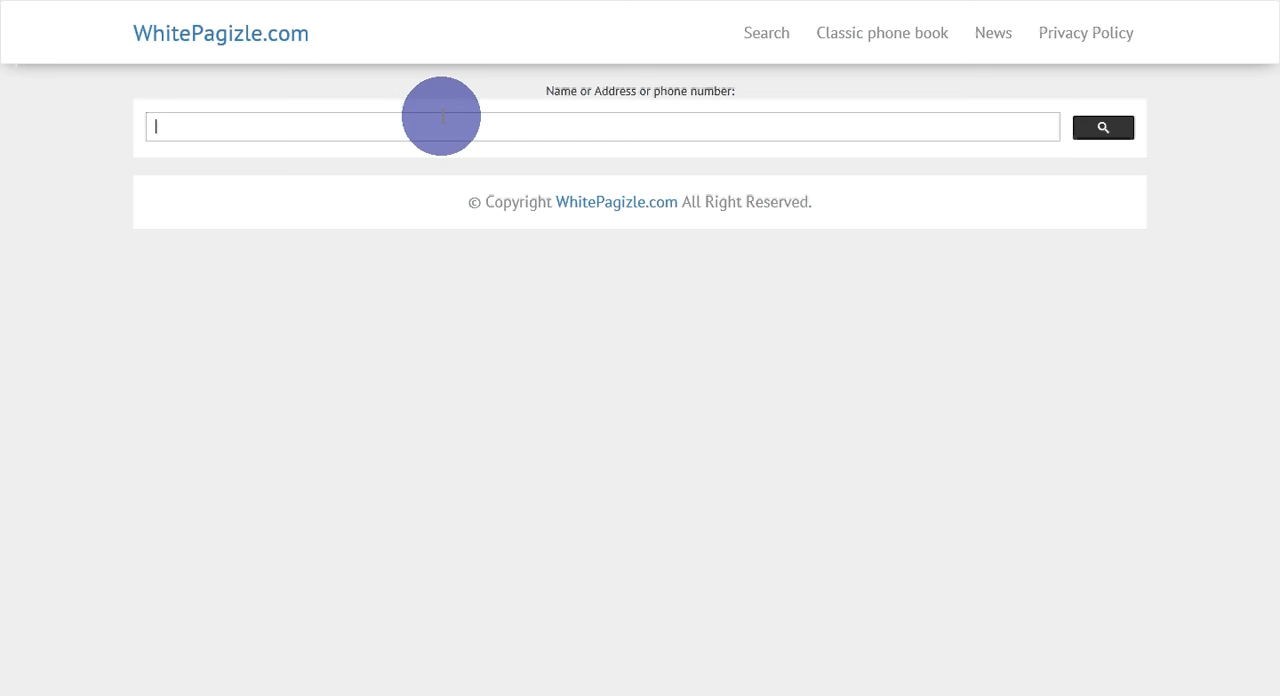 WhitePagizle.com
Search Classic phone book News Privacy Policy
Name or Address or phone number:
© Copyright WhitePagizle.com All Right Reserved.